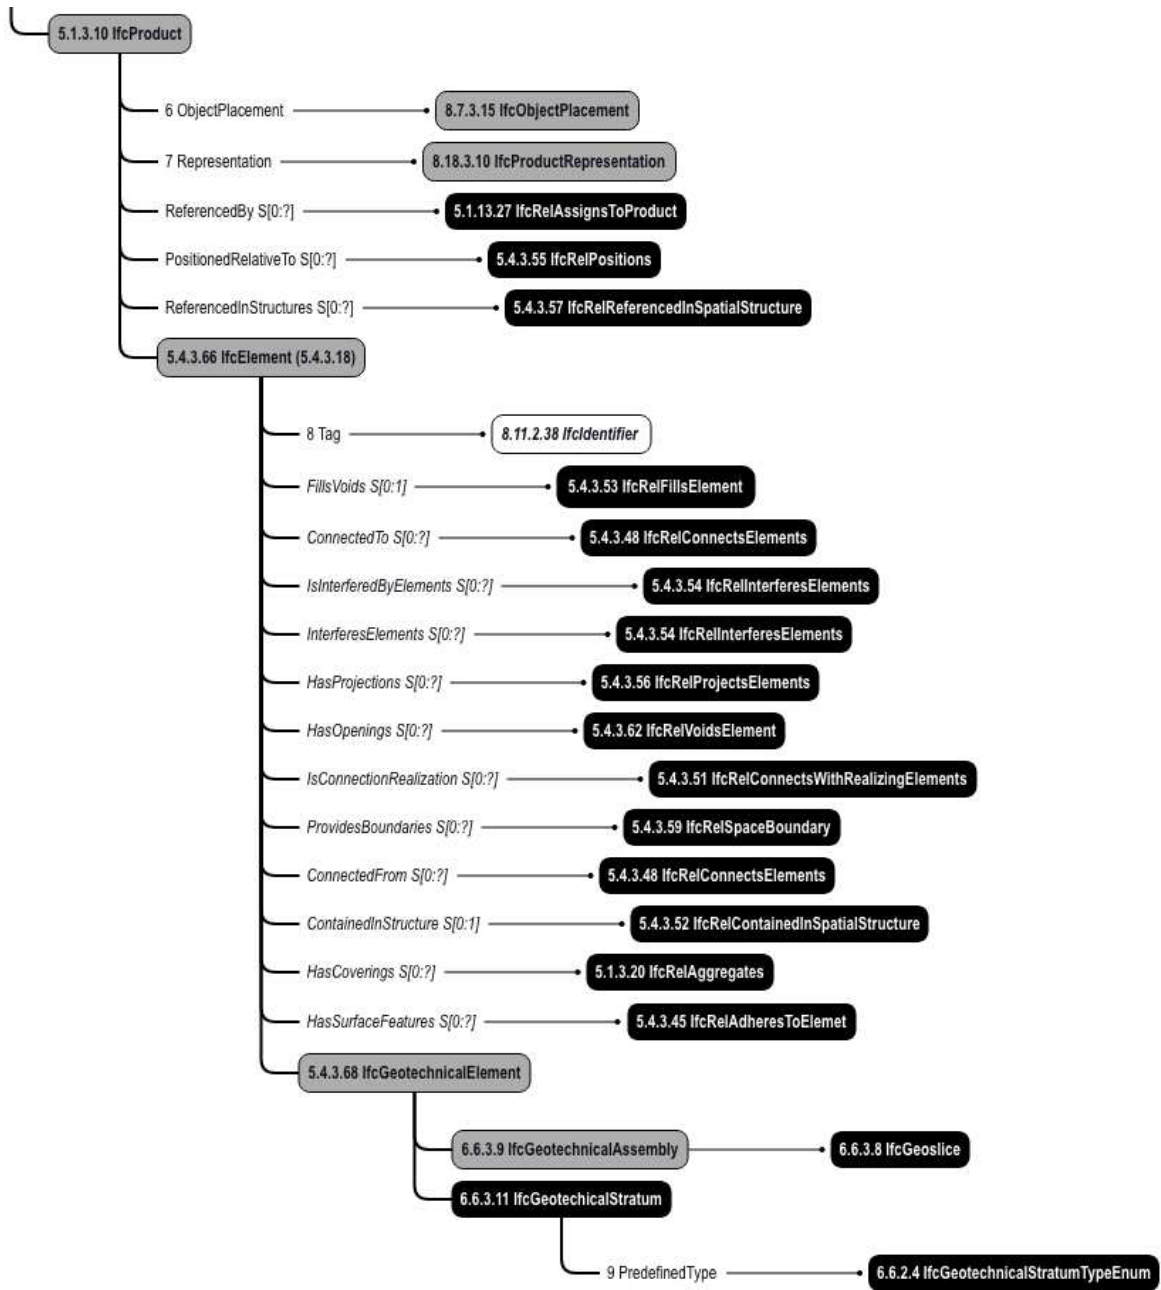 5.1.3.10 IfcProduct
6 ObjectPlacement 8.7.3.15 IfcObjectPlacement
7 Representation 8.18.3.10 IfcProductRepresentation
ReferencedBy S[0:?] 5.1.13.27 IfcRelAssignsToProduct
PositionedRelativeTo S[0:?] 5.4.3.55 IfcRelPositions
ReferencedInStructures S[0:?] 5.4.3.57 IfcRelReferencedInSpatialStructure
5.4.3.66 IfcElement (5.4.3.18)
8 Tag 8.11.2.38 IfcIdentifier
FillsVoids S[0:1] 5.4.3.53 IfcRelFillsElement
ConnectedTo S[0:?] 5.4.3.48 IfcRelConnectsElements
IsInterferedByElements S[0:?] 5.4.3.54 IfcRelInterferesElements
InterferesElements S[0:?] 5.4.3.54 IfcRelInterferesElements
HasProjections S[0:?] 5.4.3.56 IfcRelProjectsElements
HasOpenings S[0:?] 5.4.3.62 IfcRelVoidsElement
IsConnectionRealization S[0:?] 5.4.3.51 IfcRelConnectsWithRealizingElements
ProvidesBoundaries S[0:?] 5.4.3.59 IfcRelSpaceBoundary
ConnectedFrom S[0:?] 5.4.3.48 IfcRelConnectsElements
ContainedInStructure S[0:1] 5.4.3.52 IfcRelContainedInSpatialStructure
HasCoverings S[0:?] 5.1.3.20 IfcRelAggregates
HasSurfaceFeatures S[0:?] 5.4.3.45 IfcRelAdheresToElemet
5.4.3.68 IfcGeotechnicalElement
6.6.3.9 IfcGeotechnicalAssembly 6.6.3.8 IfcGeoslice
6.6.3.11 IfcGeotechicalStratum
9 PredefinedType 6.6.2.4 IfcGeotechnicalStratumTypeEnum